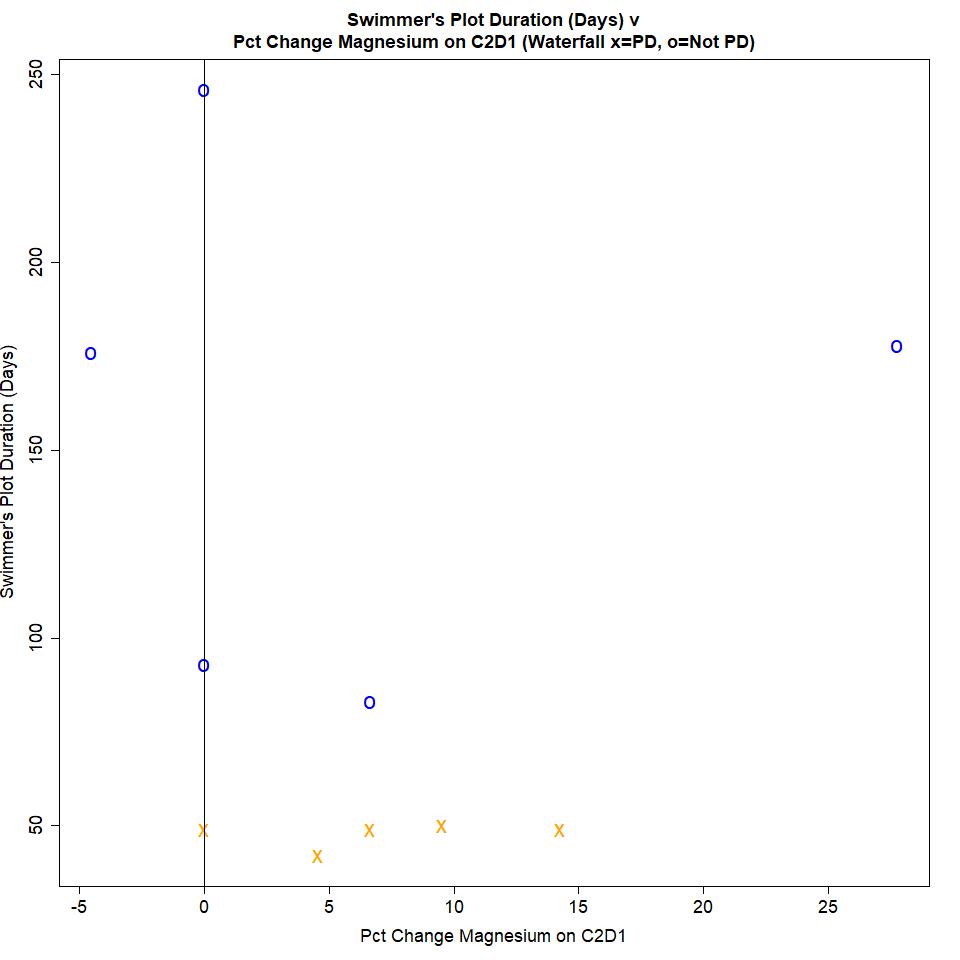 Swimmer's Plot Duration (Days) v
Pct Change Magnesium on C2D1 (Waterfall x=PD, o=Not PD)
Swimmer's Plot Duration (Days)
250
200
150
100
50
O
O
O
O
O
X
X
X
X
X
-5 0 5 10 15 20 25
Pct Change Magnesium on C2D1